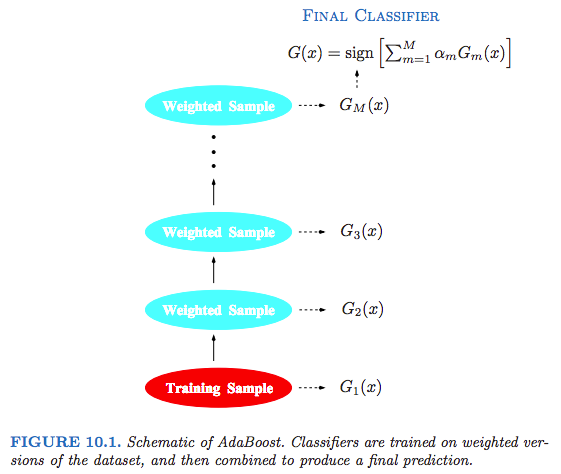 FINAL CLASSIFIER
G(x) = sign [∑_{m=1}^{M} α_m G_m(x)]
Weighted Sample G_M(x)
Weighted Sample G_3(x)
Weighted Sample G_2(x)
Training Sample G_1(x)
FIGURE 10.1. Schematic of AdaBoost. Classifiers are trained on weighted ver-
sions of the dataset, and then combined to produce a final prediction.